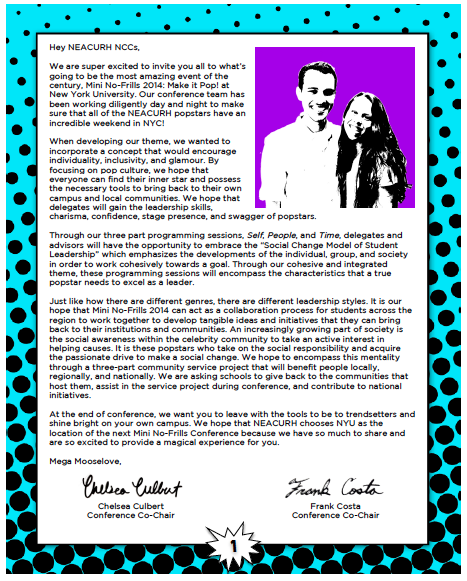 Hey NEACURH NCCs,
We are super excited to invite you all to what's
going to be the most amazing event of the
century, Mini No-Frills 2014: Make it Pop! at
New York University. Our conference team has
been working diligently day and night to make
sure that all of the NEACURH popstars have an
incredible weekend in NYC!
When developing our theme, we wanted to
incorporate a concept that would encourage
individuality, inclusivity, and glamour. By
focusing on pop culture, we hope that
everyone can find their inner star and possess
the necessary tools to bring back to their own
campus and local communities. We hope that
delegates will gain the leadership skills,
charisma, confidence, stage presence, and swagger of popstars.
Through our three part programming sessions, Self, People, and Time, delegates and
advisors will have the opportunity to embrace the "Social Change Model of Student
Leadership" which emphasizes the developments of the individual, group, and society
in order to work cohesively towards a goal. Through our cohesive and integrated
theme, these programming sessions will encompass the characteristics that a true
popstar needs to excel as a leader.
Just like how there are different genres, there are different leadership styles. It is our
hope that Mini No-Frills 2014 can act as a collaboration process for students across the
region to work together to develop tangible ideas and initiatives that they can bring
back to their institutions and communities. An increasingly growing part of society is
the social awareness within the celebrity community to take an active interest in
helping causes. It is these popstars who take on the social responsibility and acquire
the passionate drive to make a social change. We hope to encompass this mentality
through a three-part community service project that will benefit people locally,
regionally, and nationally. We are asking schools to give back to the communities that
host them, assist in the service project during conference, and contribute to national
initiatives.
At the end of conference, we want you to leave with the tools to be to trendsetters and
shine bright on your own campus. We hope that NEACURH chooses NYU as the
location of the next Mini No-Frills Conference because we have so much to share and
are so excited to provide a magical experience for you.
Mega Mooselove,
Chelsea Culbert Frank Costa
Chelsea Culbert Frank Costa
Conference Co-Chair Conference Co-Chair
1